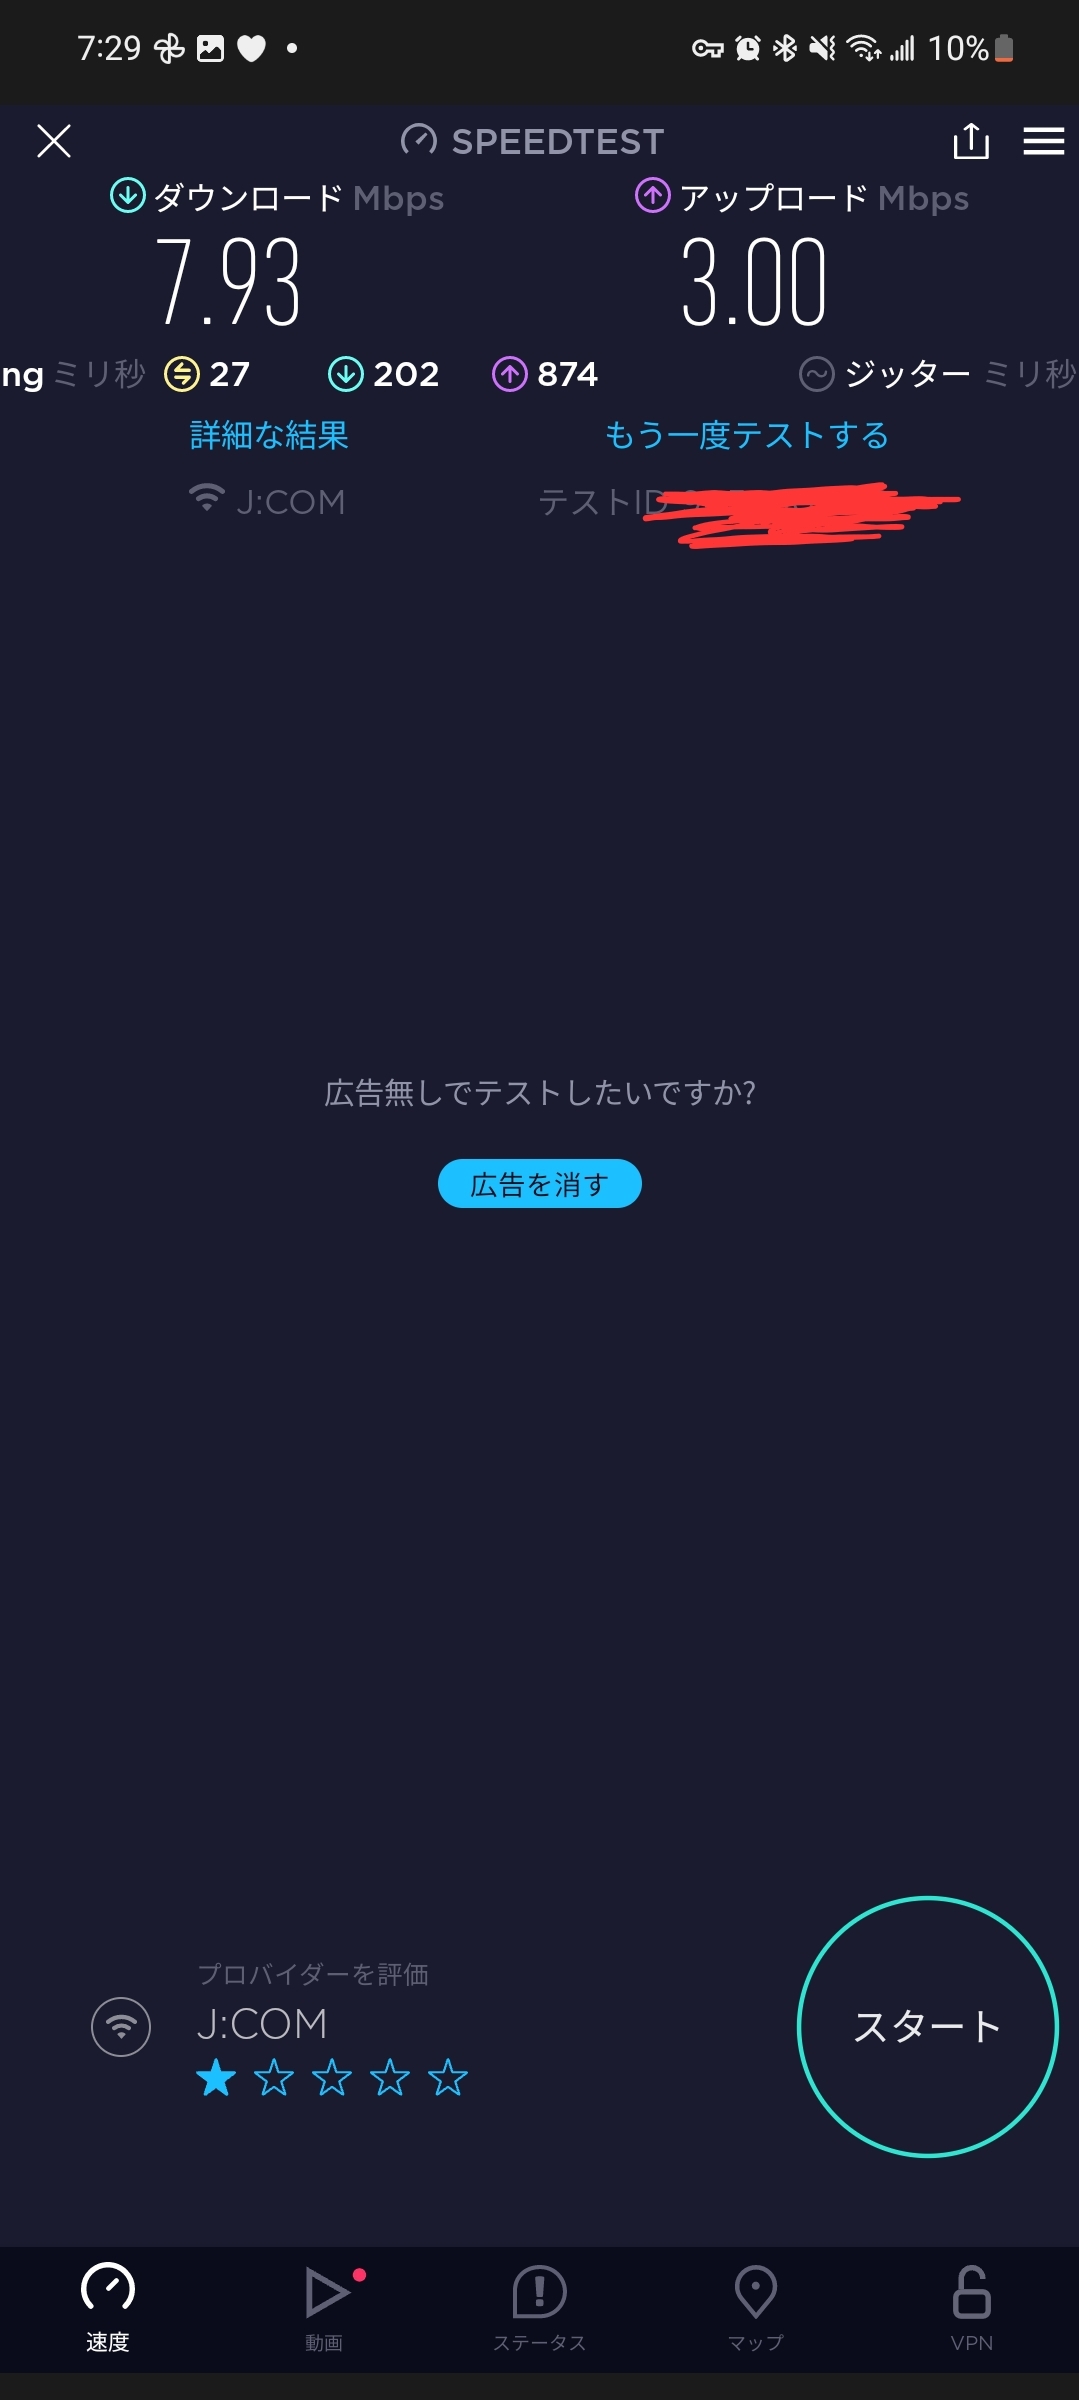 7:29 10%
SPEEDTEST
ダウンロード Mbps アップロード Mbps
7.93 3.00
ng ミリ秒 27 202 874 ジッター ミリ秒
詳細な結果 もう一度テストする
J:COM テストID
広告無しでテストしたいですか?
広告を消す
プロバイダーを評価
J:COM
スタート
速度 動画 ステータス マップ VPN